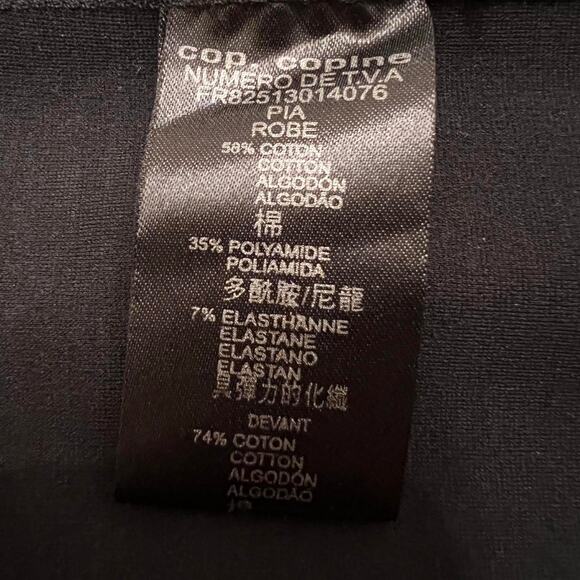 cop. copine
NUMERO DE T.V.A
FR82513014076
PIA
ROBE
58% COTON
COTTON
ALGODÓN
ALGODÃO
棉
35% POLYAMIDE
POLIAMIDA
多酰胺/尼龍
7% ELASTHANNE
ELASTANE
ELASTANO
ELASTAN
具彈力的化纖
DEVANT
74% COTON
COTTON
ALGODÓN
ALGODÃO